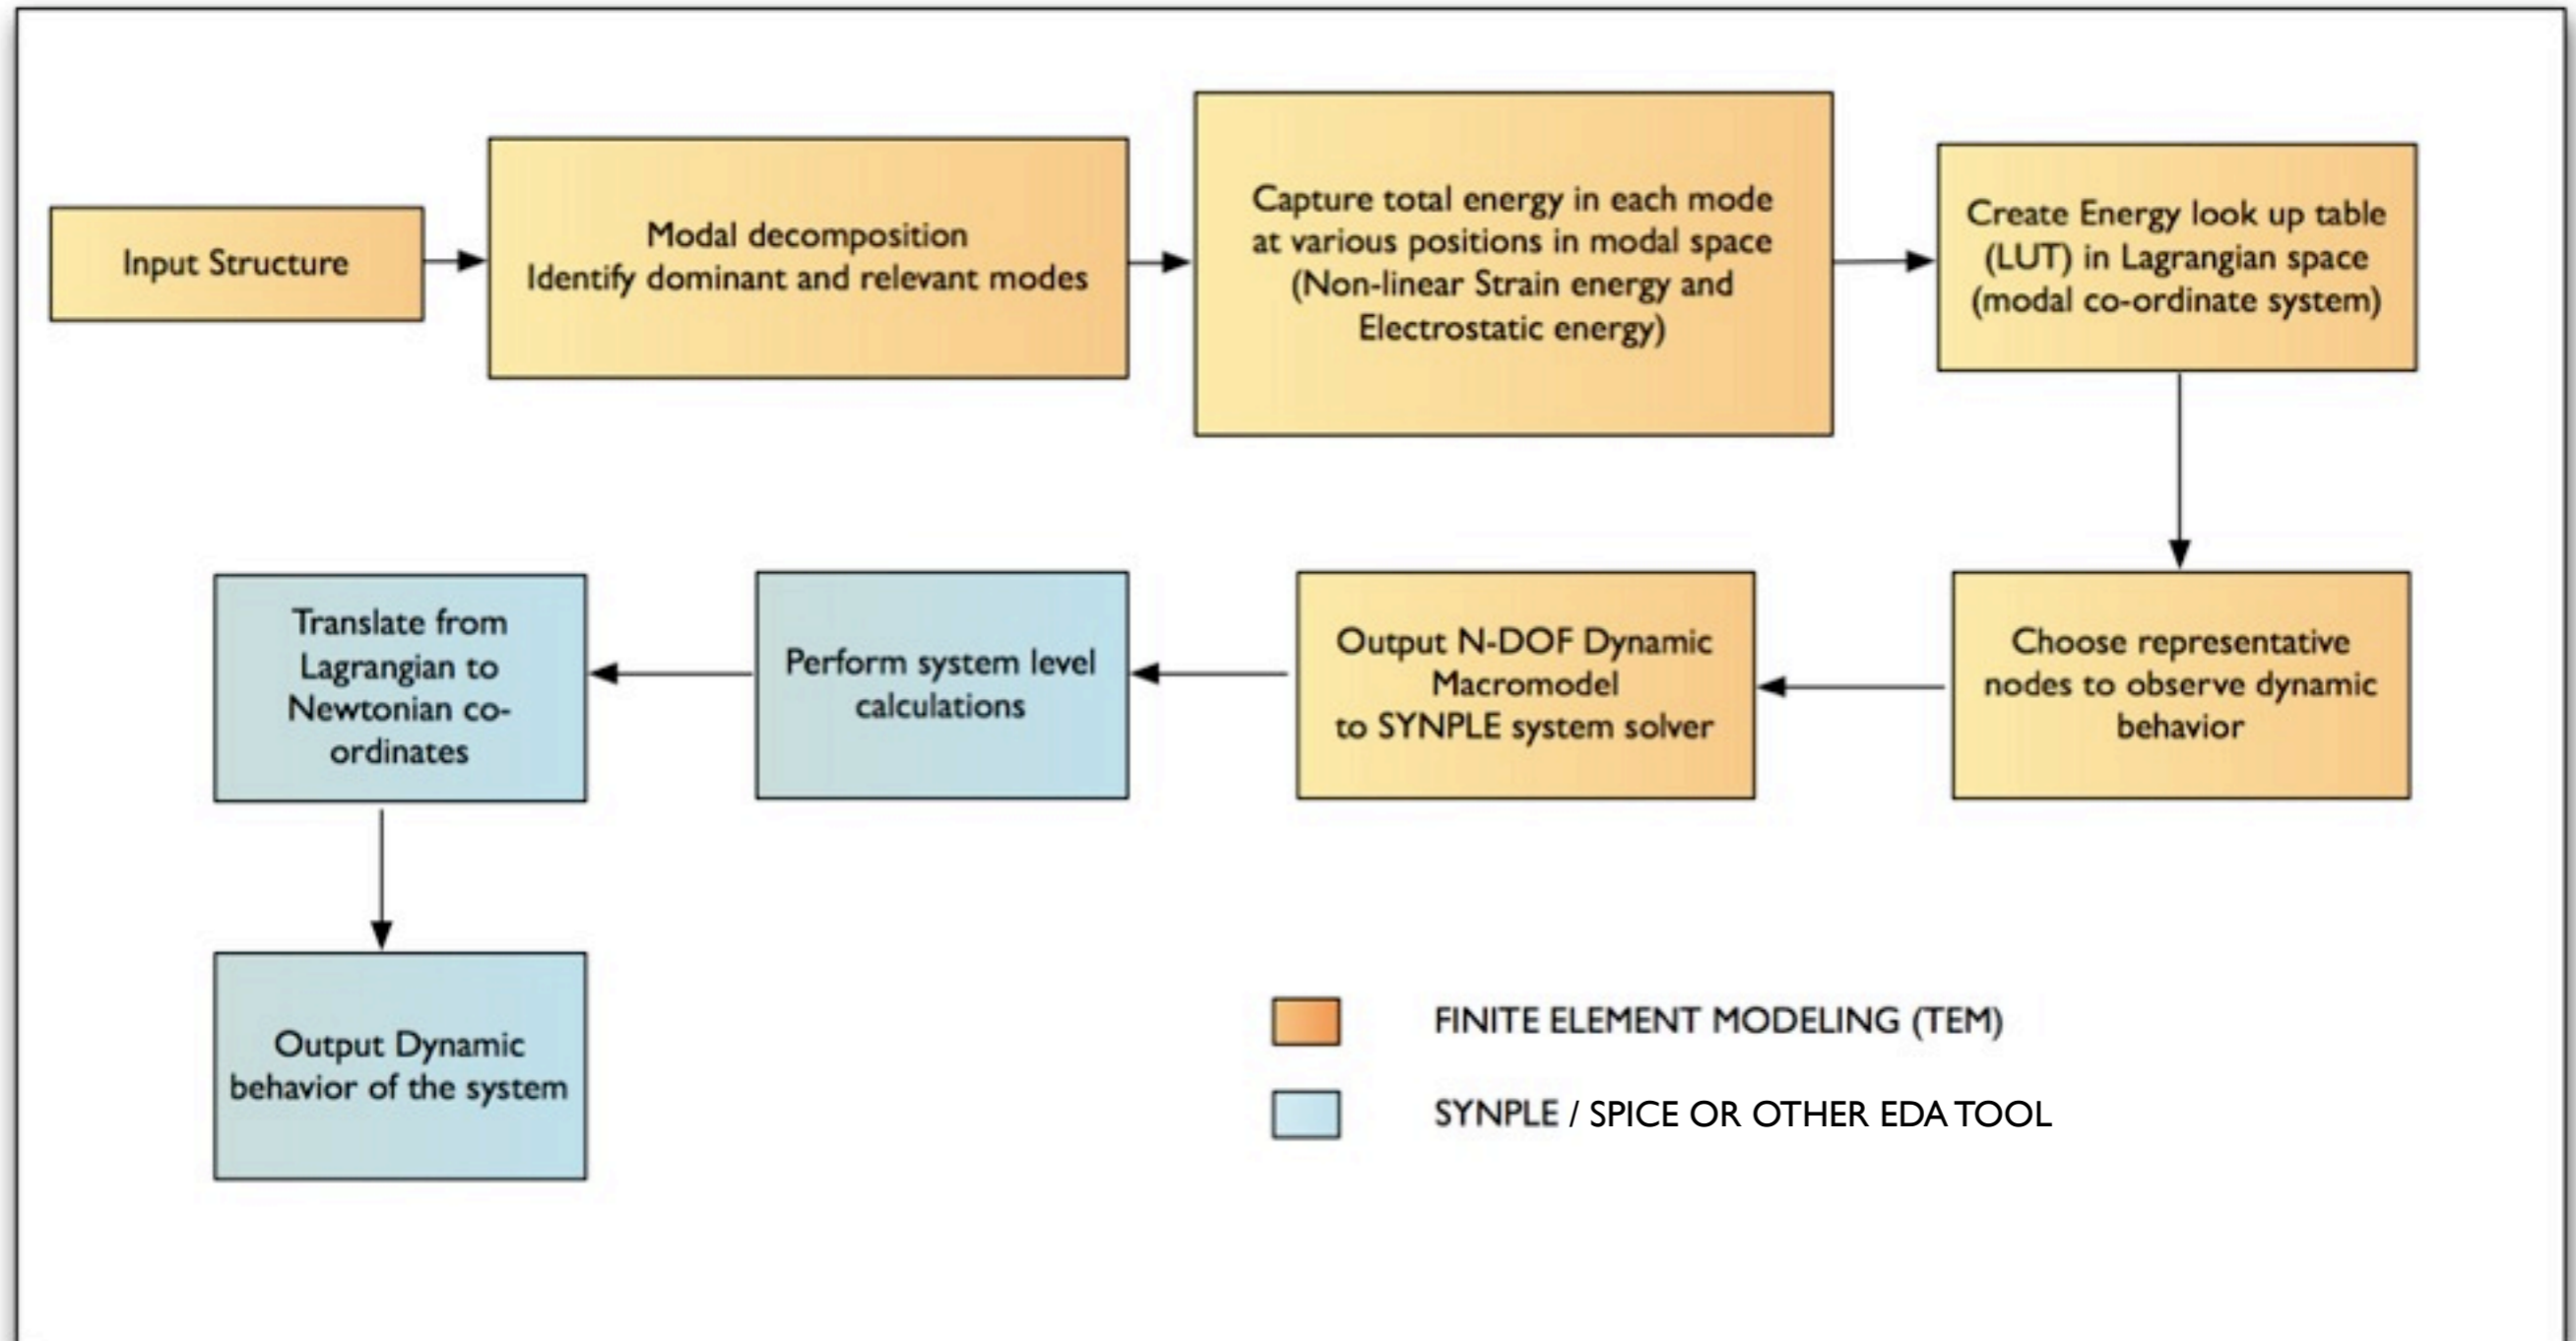 Input Structure
Modal decomposition
Identify dominant and relevant modes
Capture total energy in each mode
at various positions in modal space
(Non-linear Strain energy and
Electrostatic energy)
Create Energy look up table
(LUT) in Lagrangian space
(modal co-ordinate system)
Choose representative
nodes to observe dynamic
behavior
Output N-DOF Dynamic
Macromodel
to SYNPLE system solver
Perform system level
calculations
Translate from
Lagrangian to
Newtonian co-
ordinates
Output Dynamic
behavior of the system
FINITE ELEMENT MODELING (TEM)
SYNPLE / SPICE OR OTHER EDA TOOL